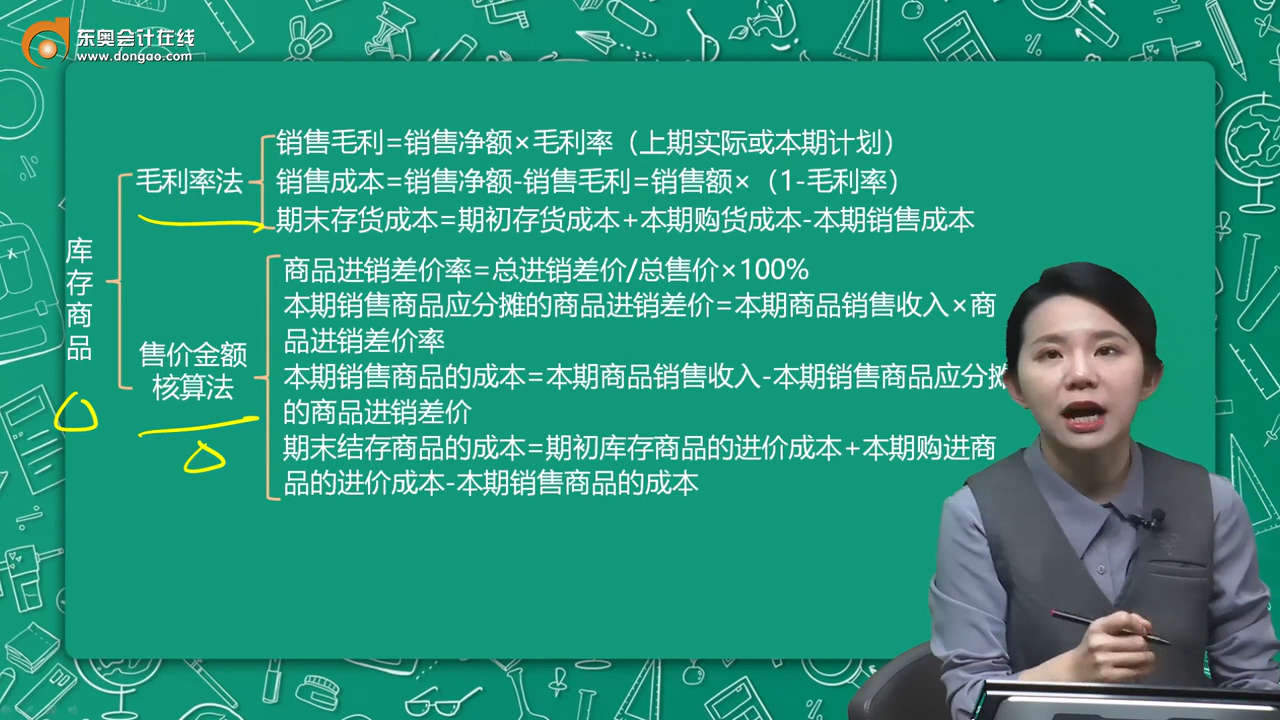 东奥会计在线
www.dongao.com
销售毛利=销售净额×毛利率（上期实际或本期计划）
毛利率法
销售成本=销售净额-销售毛利=销售额×（1-毛利率）
期末存货成本=期初存货成本+本期购货成本-本期销售成本
库存商品
商品进销差价率=总进销差价/总售价×100%
本期销售商品应分摊的商品进销差价=本期商品销售收入×商
品进销差价率
售价金额
核算法
本期销售商品的成本=本期商品销售收入-本期销售商品应分摊
的商品进销差价
期末结存商品的成本=期初库存商品的进价成本+本期购进商
品的进价成本-本期销售商品的成本